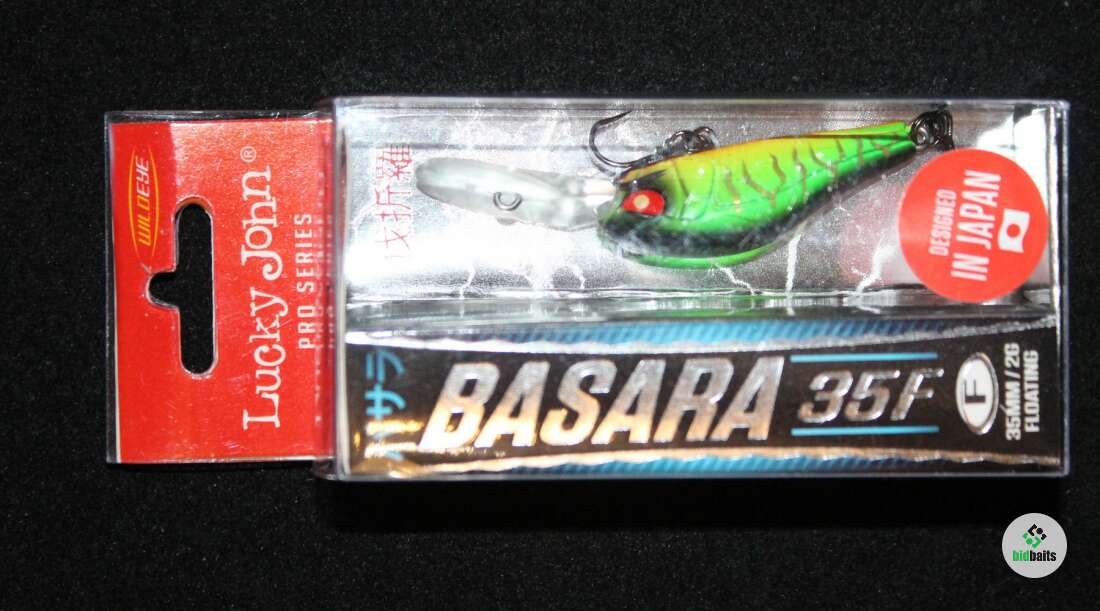 WILDEYE
Lucky John®
PRO SERIES
DESIGNED
IN JAPAN
バサラ
BASARA 35F
F
35MM / 2G
FLOATING
bidbaits